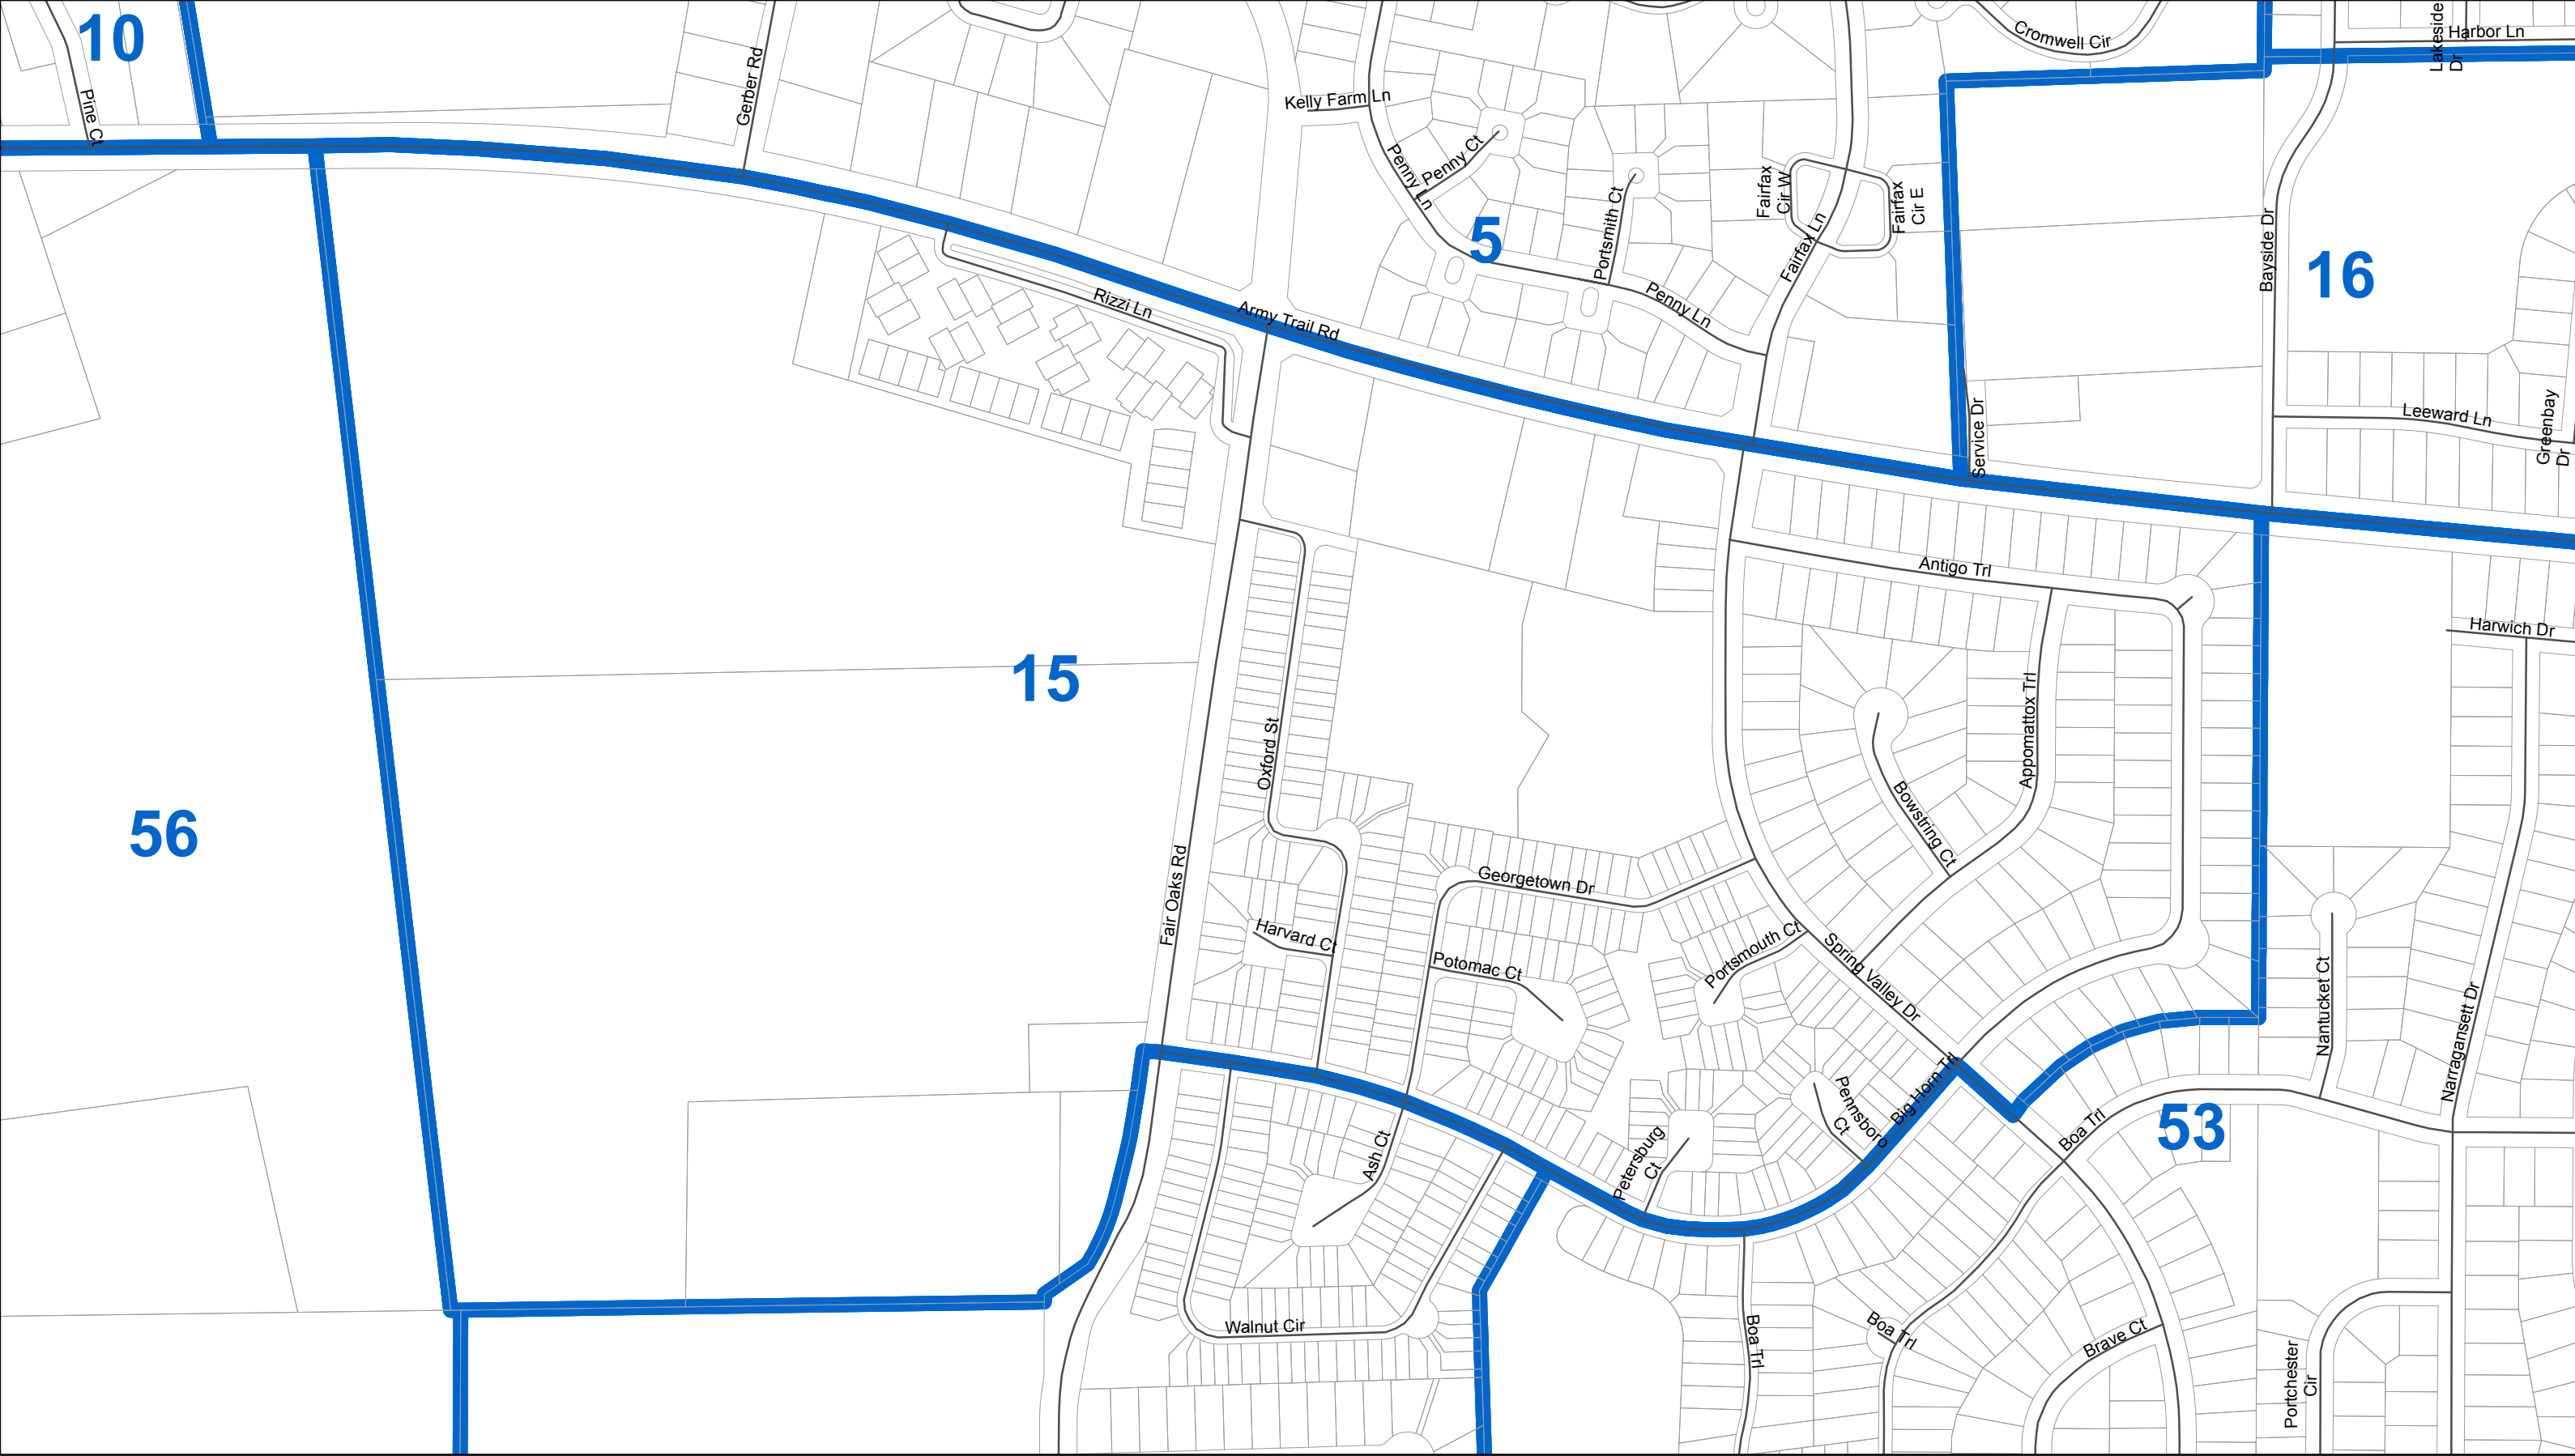 10
Pine Ct
Gerber Rd
Kelly Farm Ln
Penny Ct
Penny Ln
5
Portsmith Ct
Penny Ln
Fairfax
Cir W
Fairfax
Cir E
Fairfax Ln
Cromwell Cir
Lakeside
Dr
Harbor Ln
Bayside Dr
16
Leeward Ln
Greenbay
Dr
Service Dr
Rizzi Ln
Army Trail Rd
Antigo Trl
Harwich Dr
15
Oxford St
Appomattox Trl
Bowstring Ct
56
Fair Oaks Rd
Georgetown Dr
Harvard Ct
Potomac Ct
Portsmouth Ct
Spring Valley Dr
Nantucket Ct
Narragansett Dr
Big Horn Trl
Pennsboro
Ct
Petersburg
Ct
Ash Ct
Boa Trl
53
Walnut Cir
Boa Trl
Boa Trl
Brave Ct
Portchester
Cir